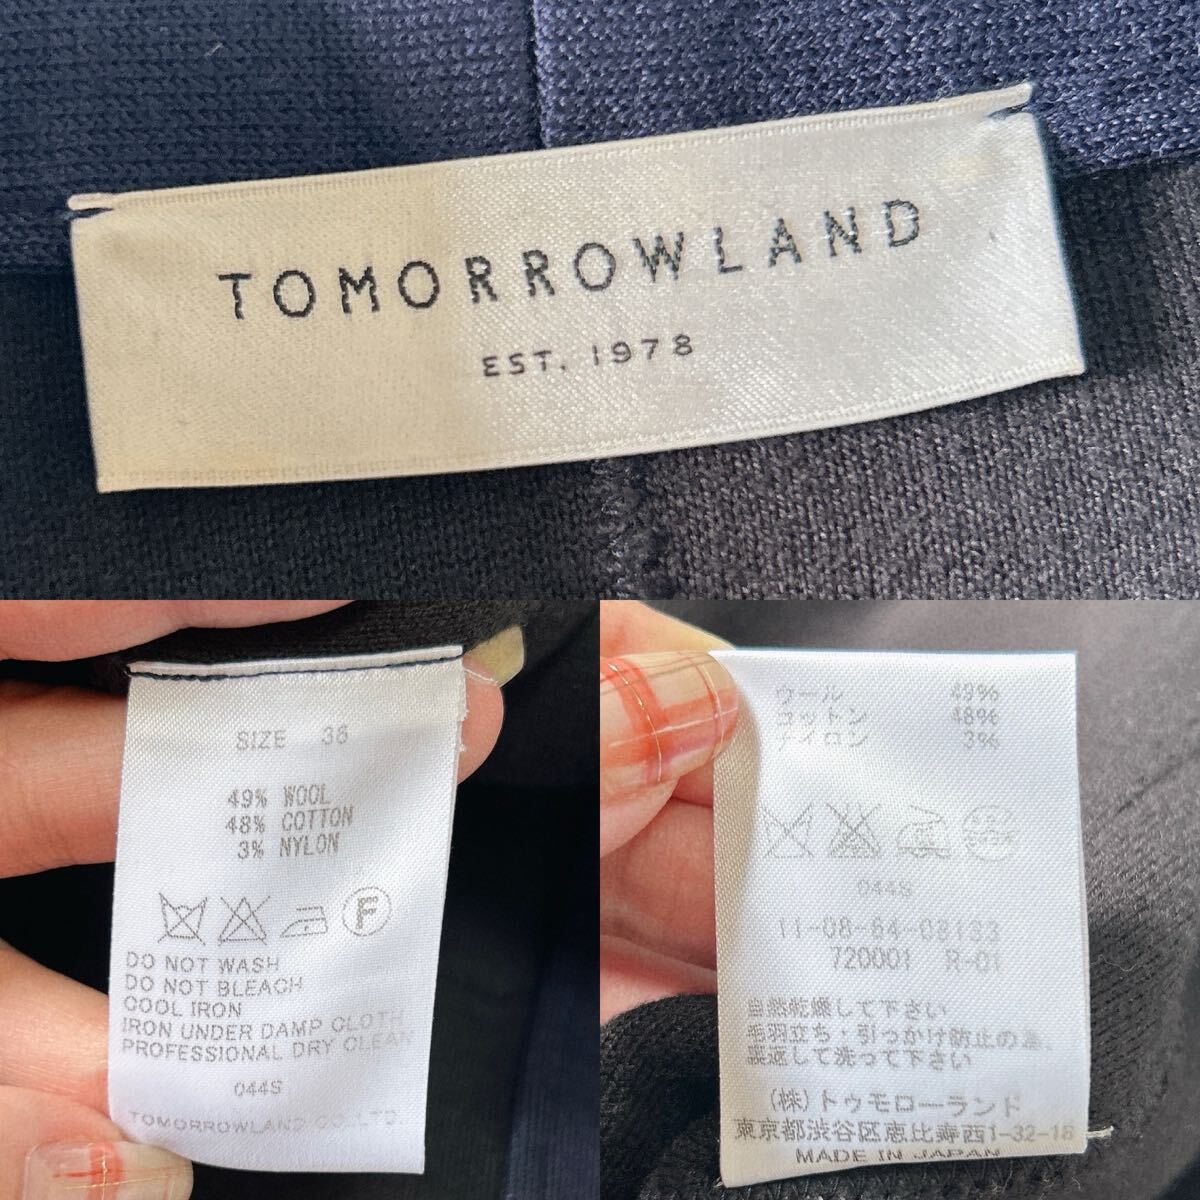 TOMORROWLAND
EST. 1978
SIZE 36
49% WOOL
48% COTTON
3% NYLON
F
DO NOT WASH
DO NOT BLEACH
COOL IRON
IRON UNDER DAMP CLOTH
PROFESSIONAL DRY CLEAN
044S
TOMORROWLAND CO.,LTD.
ウール 49%
コットン 48%
ナイロン 3%
044S
11-08-64-08133
720001 R-01
自然乾燥して下さい
毛羽立ち・引っかけ防止の為、
裏返しで洗って下さい
(株)トゥモローランド
東京都渋谷区恵比寿西1-32-18
MADE IN JAPAN